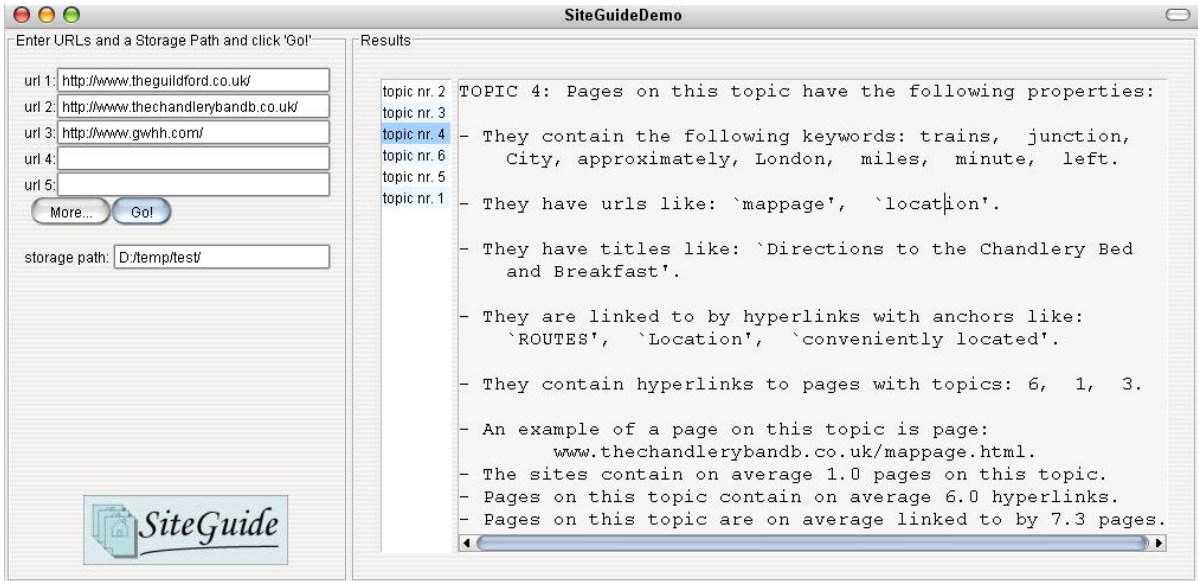 SiteGuideDemo
Enter URLs and a Storage Path and click 'Go!'
url 1: http://www.theguildford.co.uk/
url 2: http://www.thechandlerybandb.co.uk/
url 3: http://www.gwhh.com/
url 4:
url 5:
More... Go!
storage path: D:/temp/test/
SiteGuide
Results
topic nr. 2
topic nr. 3
topic nr. 4
topic nr. 6
topic nr. 5
topic nr. 1
TOPIC 4: Pages on this topic have the following properties:
- They contain the following keywords: trains, junction,
City, approximately, London, miles, minute, left.
- They have urls like: `mappage', `location'.
- They have titles like: `Directions to the Chandlery Bed
and Breakfast'.
- They are linked to by hyperlinks with anchors like:
`ROUTES', `Location', `conveniently located'.
- They contain hyperlinks to pages with topics: 6, 1, 3.
- An example of a page on this topic is page:
www.thechandlerybandb.co.uk/mappage.html.
- The sites contain on average 1.0 pages on this topic.
- Pages on this topic contain on average 6.0 hyperlinks.
- Pages on this topic are on average linked to by 7.3 pages.